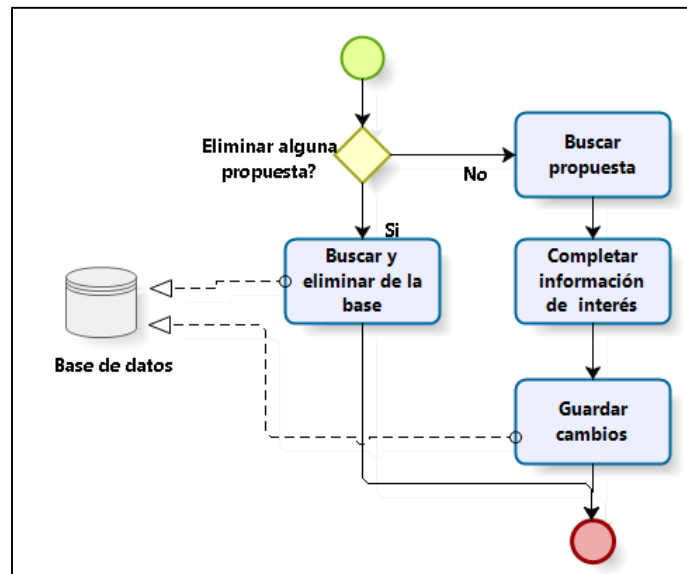 Eliminar alguna
propuesta?
No
Si
Buscar
propuesta
Buscar y
eliminar de la
base
Completar
información
de interés
Base de datos
Guardar
cambios